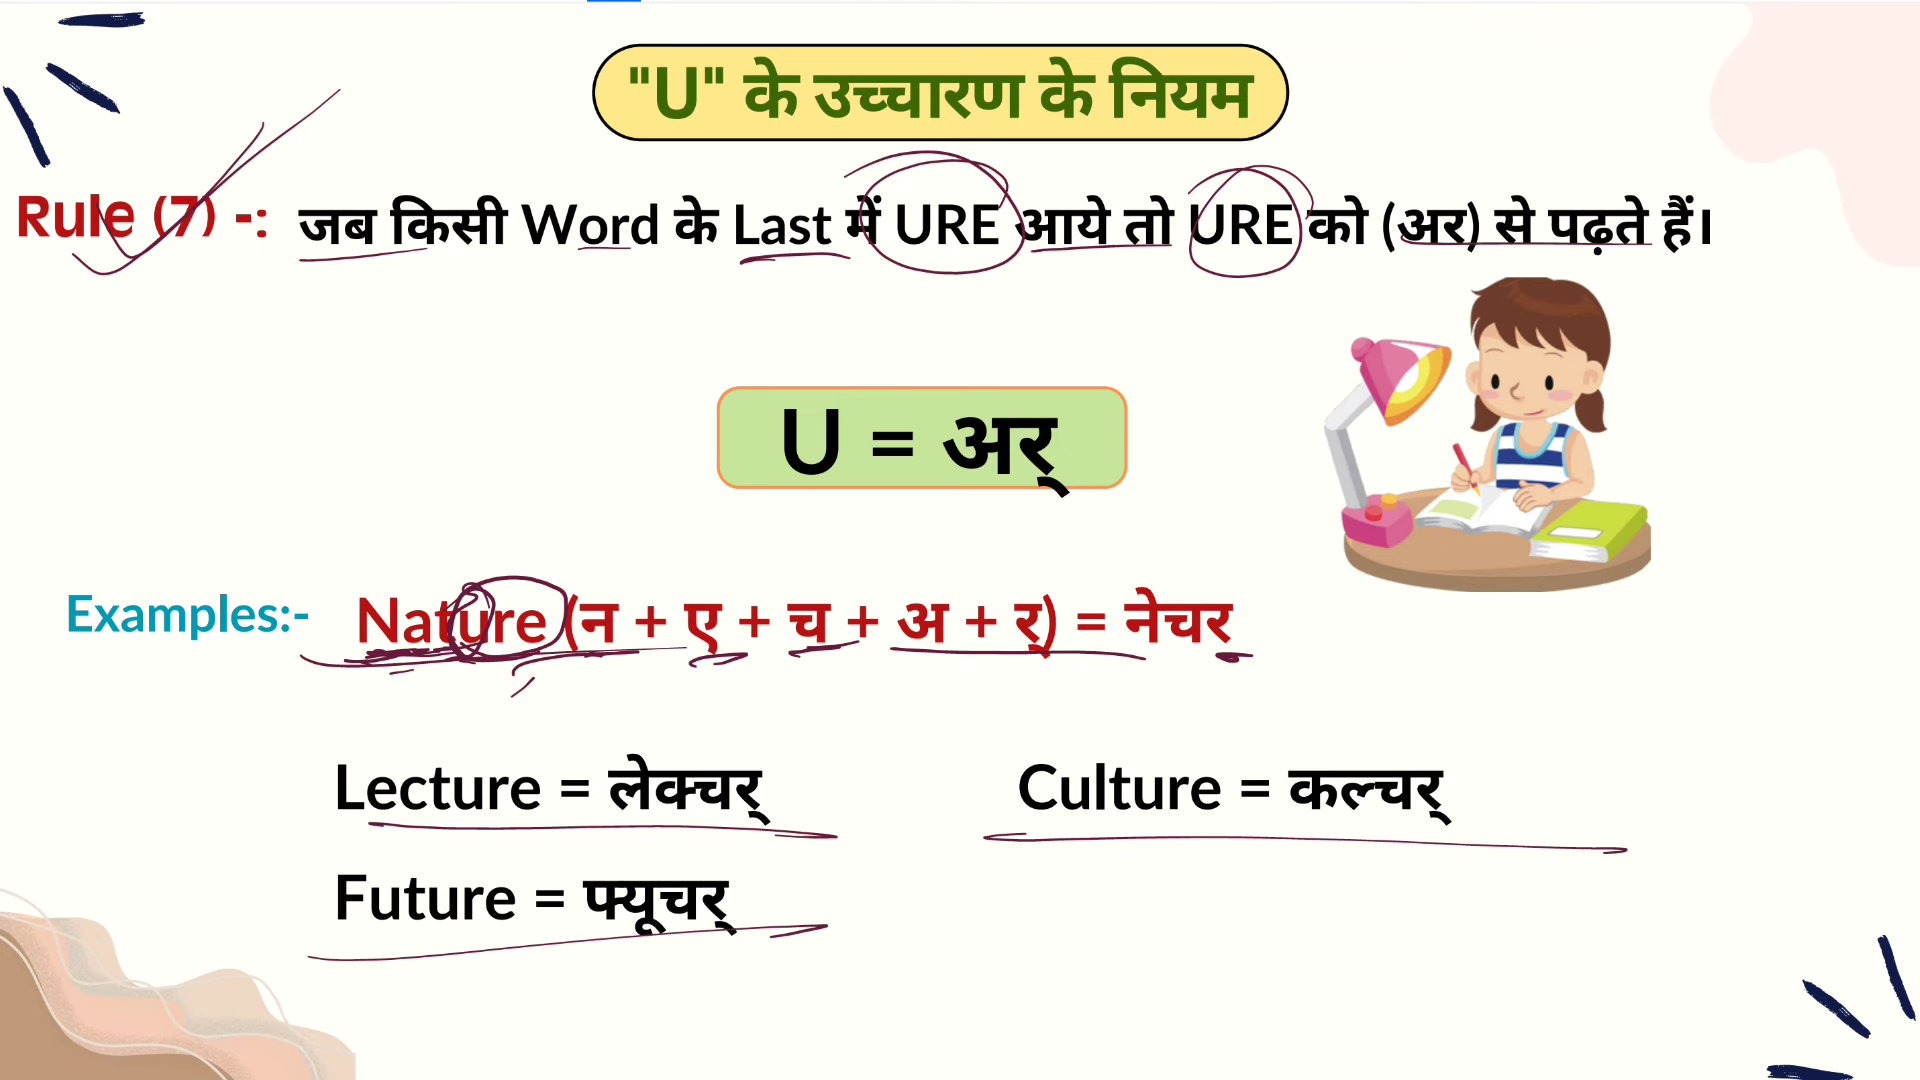 "U" के उच्चारण के नियम
Rule (7) -: जब किसी Word के Last में URE आये तो URE को (अर) से पढ़ते हैं।
U = अर्
Examples:- Nature (न + ए + च + अ + र्) = नेचर
Lecture = लेक्चर् Culture = कल्चर्
Future = फ्यूचर्